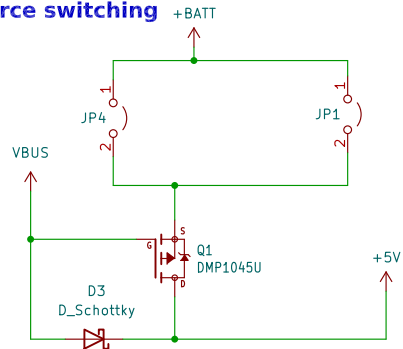 rce switching
+BATT
1
1
JP4
JP1
2
2
VBUS
S
G
Q1
DMP1045U
D
+5V
D3
D_Schottky